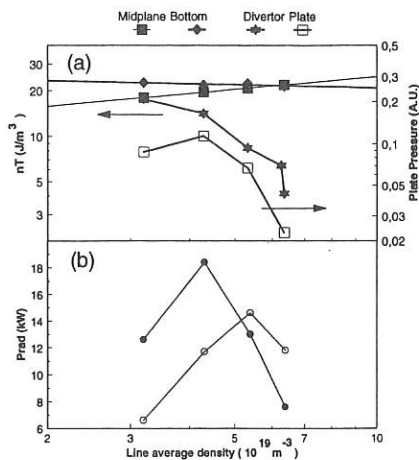 Midplane Bottom Divertor Plate
(a)
nT (J/m³)
30
20
10
5
3
0,5
0,3
0,2
0,1
0,05
0,03
0,02
Plate Pressure (A.U.)
(b)
Prad (kW)
18
16
14
12
10
8
6
2 3 4 5 6 7 10
Line average density (10¹⁹ m⁻³)